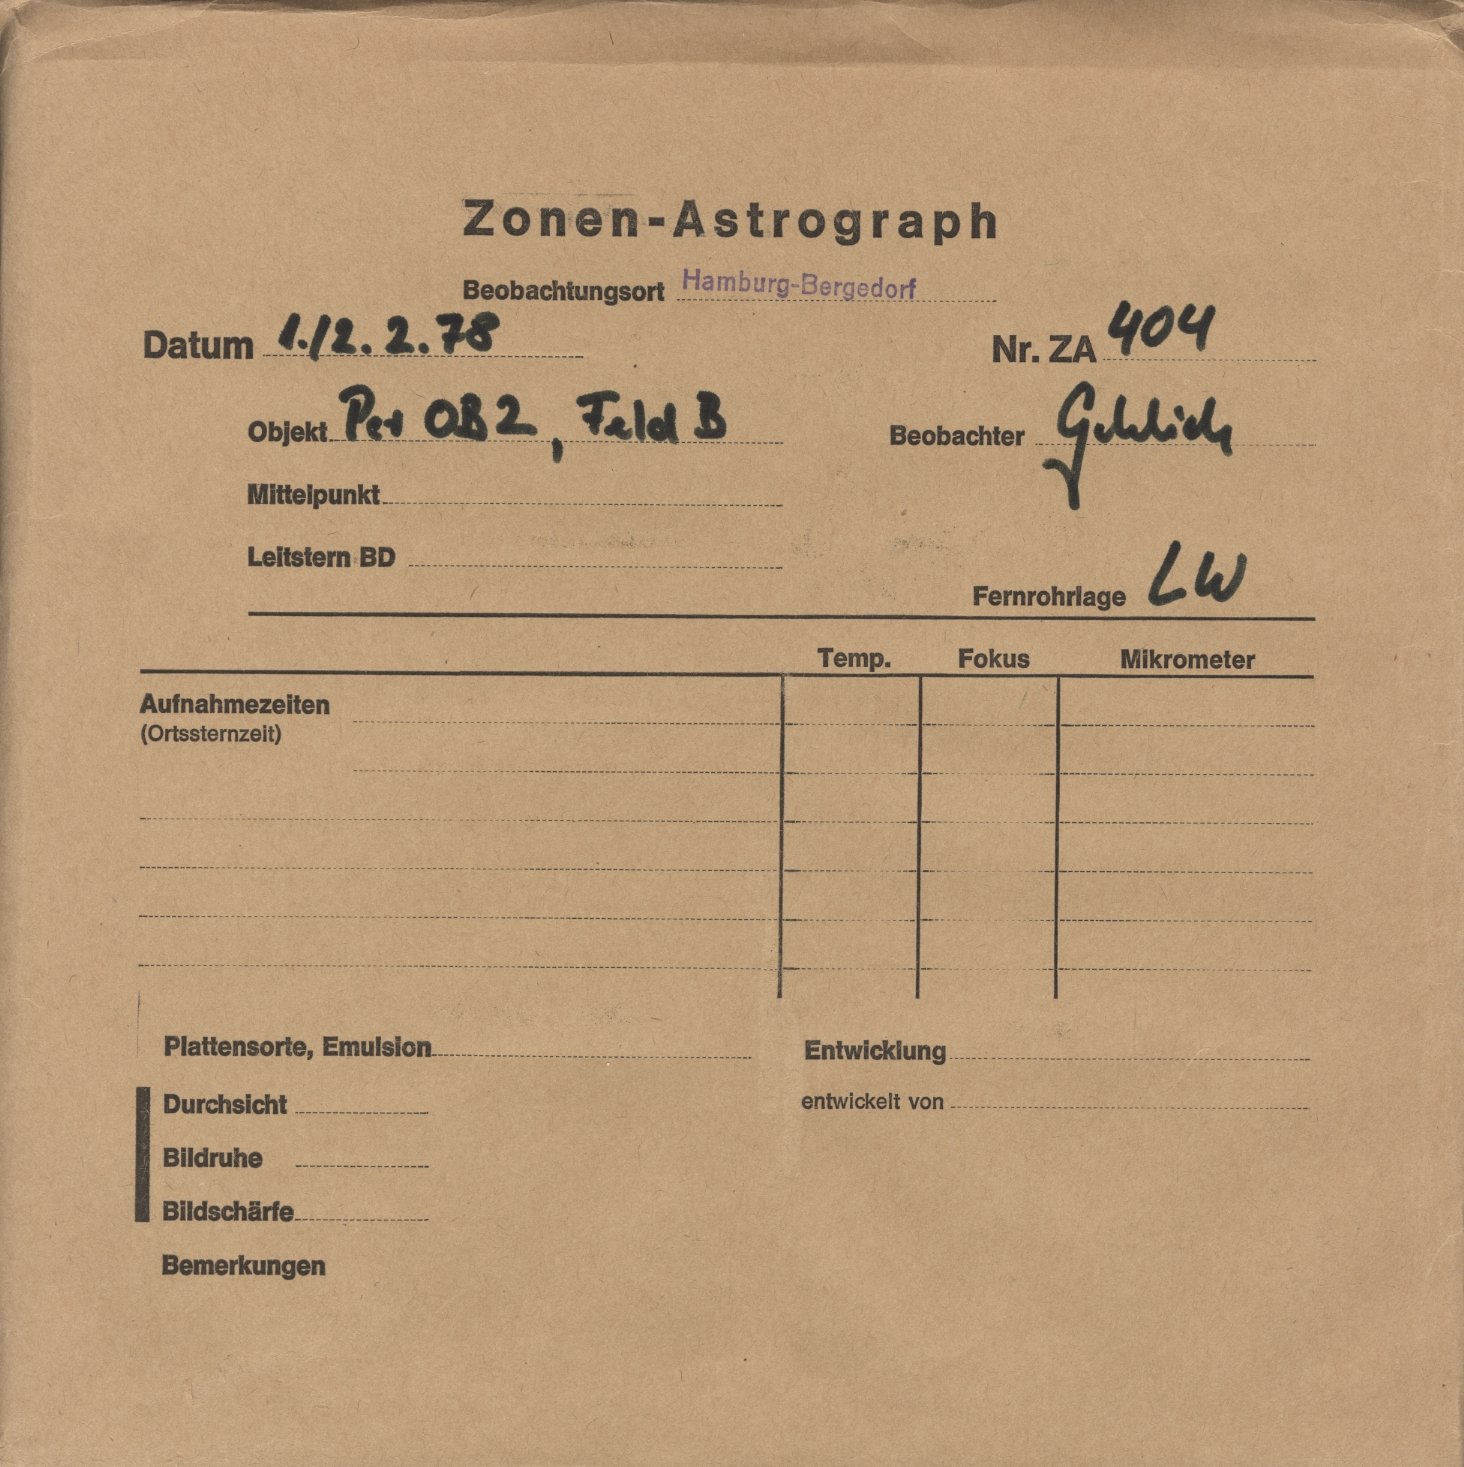 Zonen-Astrograph
Beobachtungsort Hamburg-Bergedorf
Datum 1./2. 2. 78
Nr. ZA 404
Objekt Per OB2, Feld B
Beobachter
Mittelpunkt
Leitstern BD
Fernrohrlage LW
Temp. Fokus Mikrometer
Aufnahmezeiten
(Ortssternzeit)
Plattensorte, Emulsion
Entwicklung
Durchsicht
entwickelt von
Bildruhe
Bildschärfe
Bemerkungen